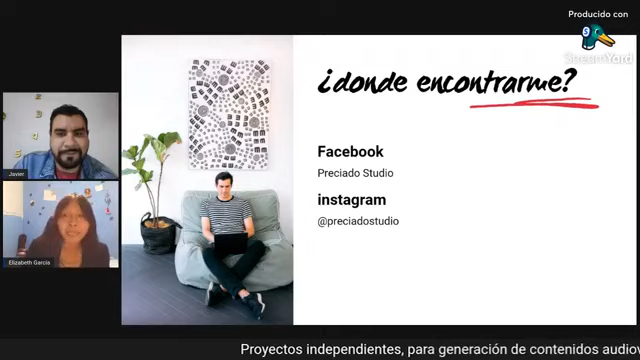 Producido con
StreamYard
¿donde encontrarme?
Facebook
Preciado Studio
instagram
@preciadostudio
Javier
Elizabeth García
Proyectos independientes, para generación de contenidos